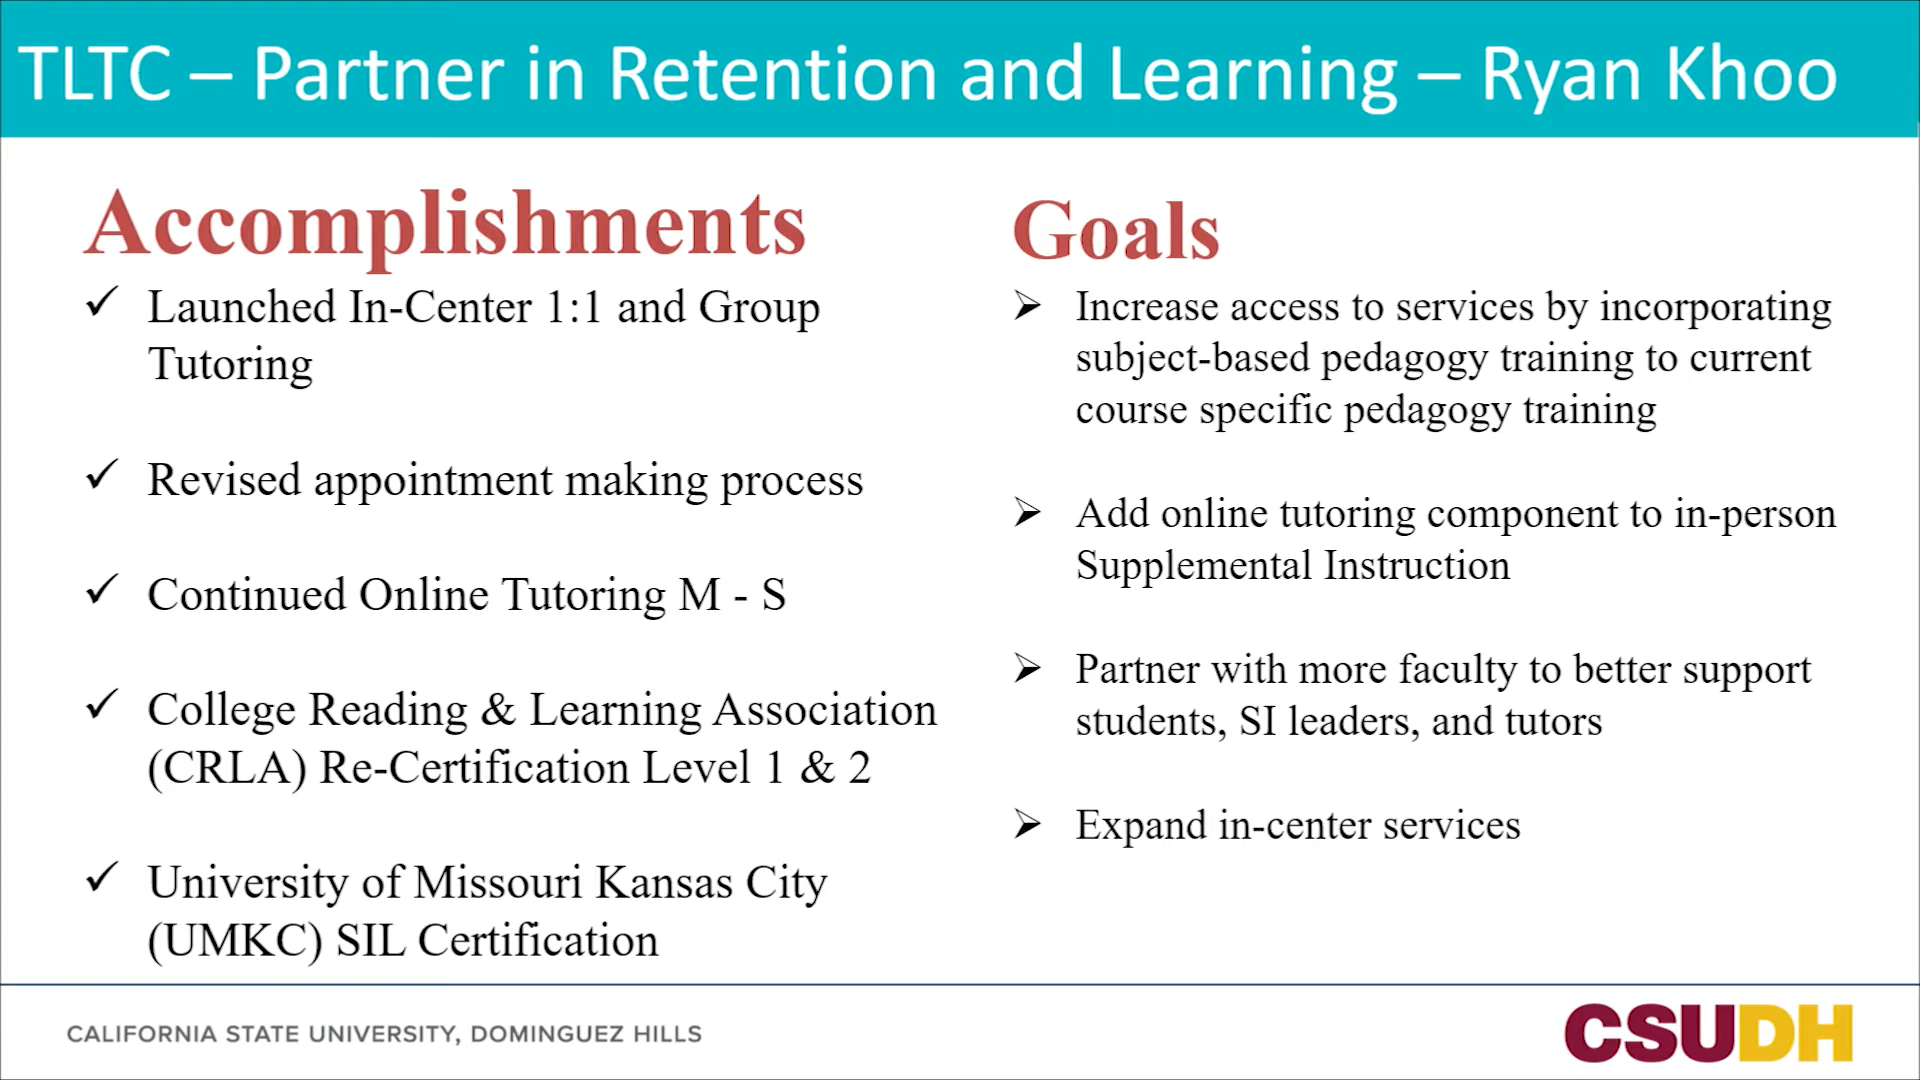 TLTC – Partner in Retention and Learning – Ryan Khoo
Accomplishments
✓ Launched In-Center 1:1 and Group
Tutoring
✓ Revised appointment making process
✓ Continued Online Tutoring M - S
✓ College Reading & Learning Association
(CRLA) Re-Certification Level 1 & 2
✓ University of Missouri Kansas City
(UMKC) SIL Certification
Goals
➢ Increase access to services by incorporating
subject-based pedagogy training to current
course specific pedagogy training
➢ Add online tutoring component to in-person
Supplemental Instruction
➢ Partner with more faculty to better support
students, SI leaders, and tutors
➢ Expand in-center services
CALIFORNIA STATE UNIVERSITY, DOMINGUEZ HILLS
CSUDH